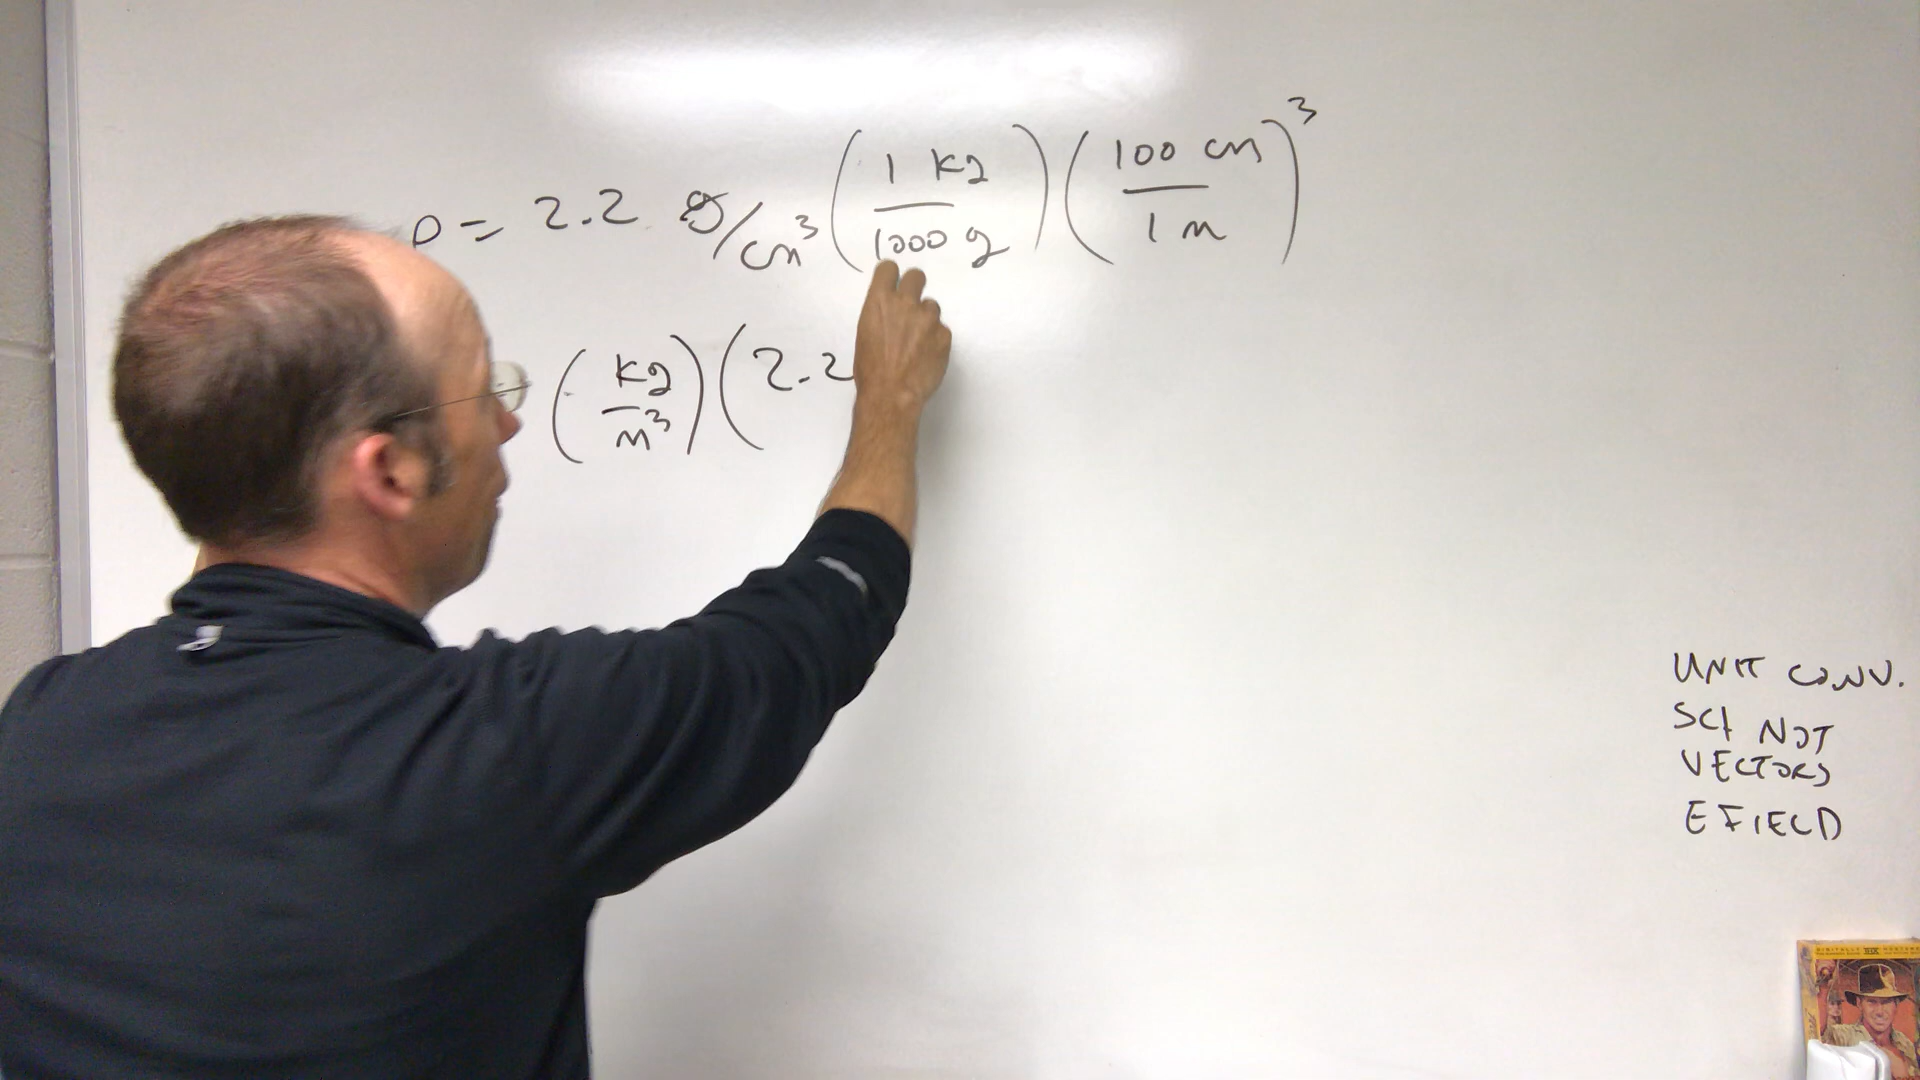 ρ = 2.2 g/cm³ (1 kg / 1000 g) (100 cm / 1 m)³
(kg / m³) (2.2
UNIT CONV.
SCI NOT
VECTORS
E FIELD